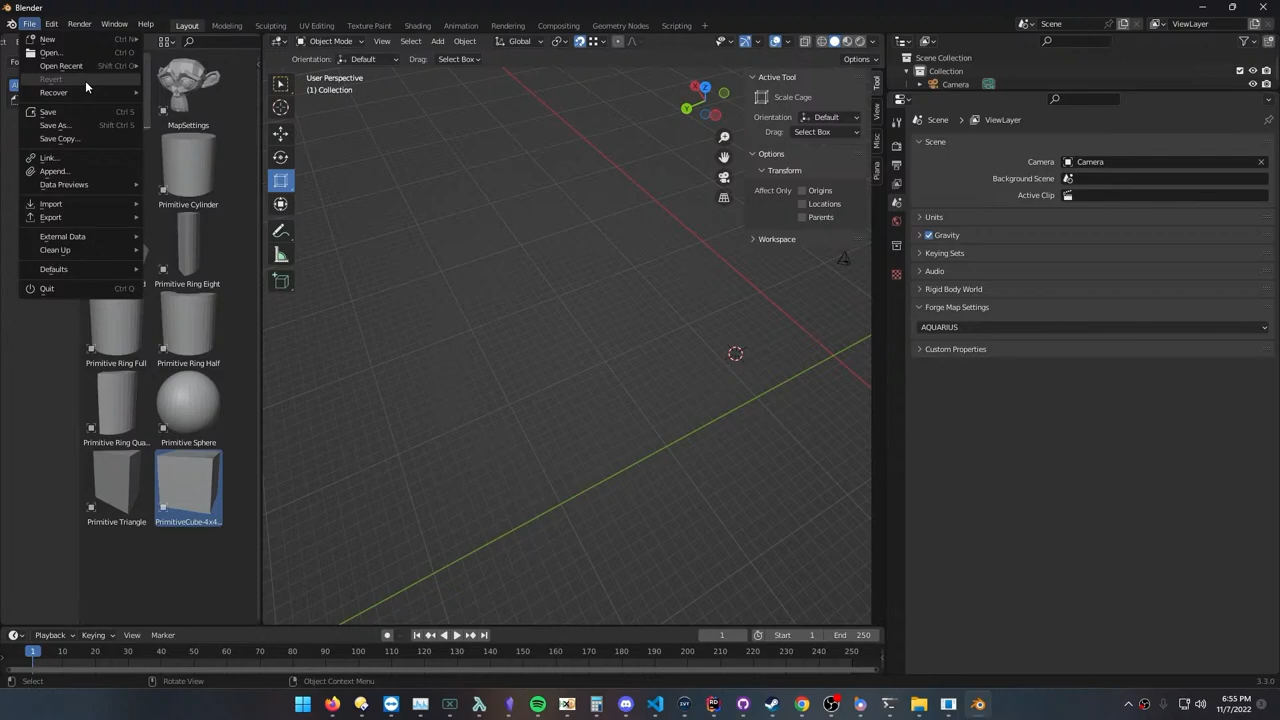 Blender
File Edit Render Window Help
Layout Modeling Sculpting UV Editing Texture Paint Shading Animation Rendering Compositing Geometry Nodes Scripting
Scene
ViewLayer
New Ctrl N
Open... Ctrl O
Open Recent Shift Ctrl O
Revert
Recover
Save Ctrl S
Save As... Shift Ctrl S
Save Copy...
Link...
Append...
Data Previews
Import
Export
External Data
Clean Up
Defaults
Quit Ctrl Q
MapSettings
Primitive Cylinder
Primitive Ring Eight
Primitive Ring Full
Primitive Ring Half
Primitive Ring Qua...
Primitive Sphere
Primitive Triangle
PrimitiveCube-4x4...
Object Mode View Select Add Object Global
Orientation: Default Drag: Select Box Options
User Perspective
(1) Collection
X
Z
Y
Active Tool
Scale Cage
Orientation Default
Drag: Select Box
Options
Transform
Affect Only Origins
Locations
Parents
Workspace
Tool
View
Misc
Piana
Scene Collection
Collection
Camera
Scene ViewLayer
Scene
Camera Camera
Background Scene
Active Clip
Units
Gravity
Keying Sets
Audio
Rigid Body World
Forge Map Settings
AQUARIUS
Custom Properties
Playback Keying View Marker
1 Start 1 End 250
1 10 20 30 40 50 60 70 80 90 100 110 120 130 140 150 160 170 180 190 200 210 220 230 240 250
Select Rotate View Object Context Menu
3.3.0
6:55 PM
11/7/2022